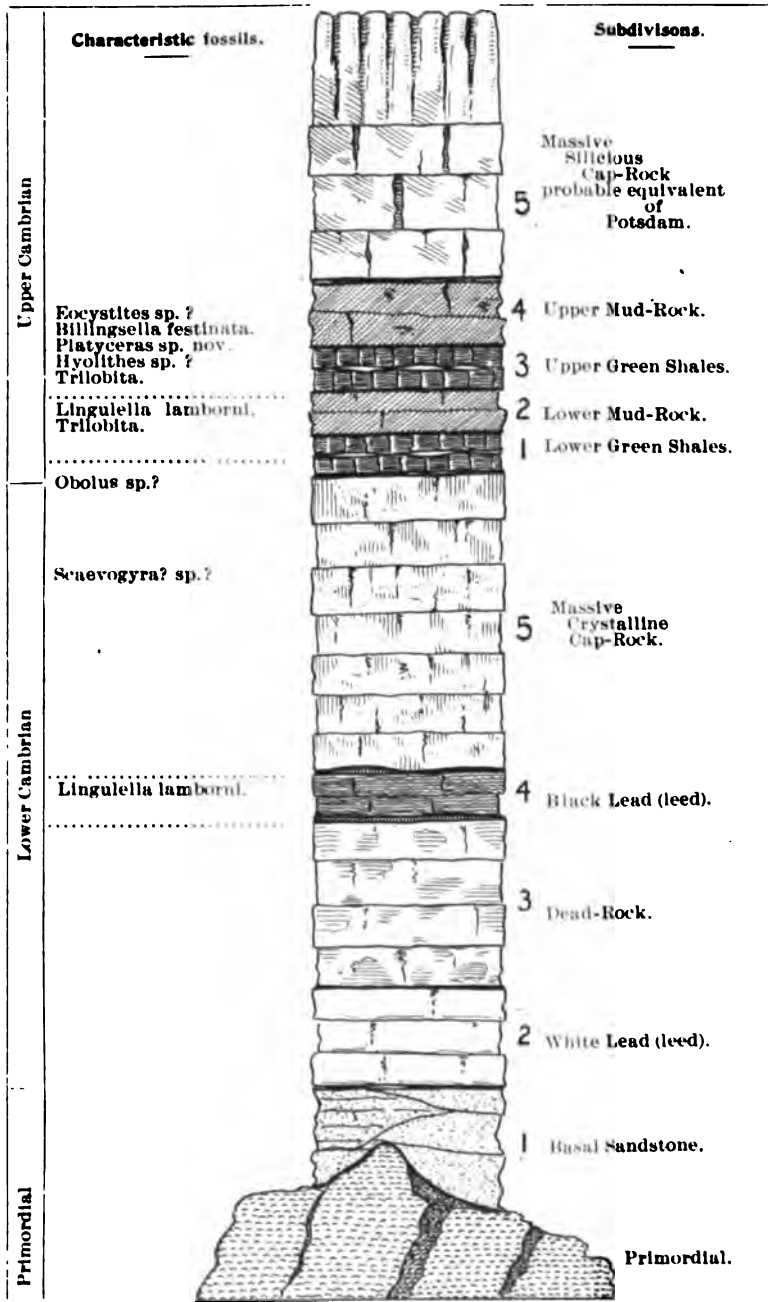 Characteristic fossils.
Subdivisons.
Upper Cambrian
Massive
Silicious
Cap-Rock
5 probable equivalent
of
Potsdam.
Eocystites sp. ?
Billingsella festinata.
Platyceras sp. nov.
Hyolithes sp. ?
Trilobita.
4 Upper Mud-Rock.
3 Upper Green Shales.
Lingulella lamborni.
Trilobita.
2 Lower Mud-Rock.
1 Lower Green Shales.
Lower Cambrian
Obolus sp.?
Scaevogyra? sp.?
Massive
5 Crystalline
Cap-Rock.
Lingulella lamborni.
4 Black Lead (leed).
3 Dead-Rock.
2 White Lead (leed).
1 Basal Sandstone.
Primordial
Primordial.